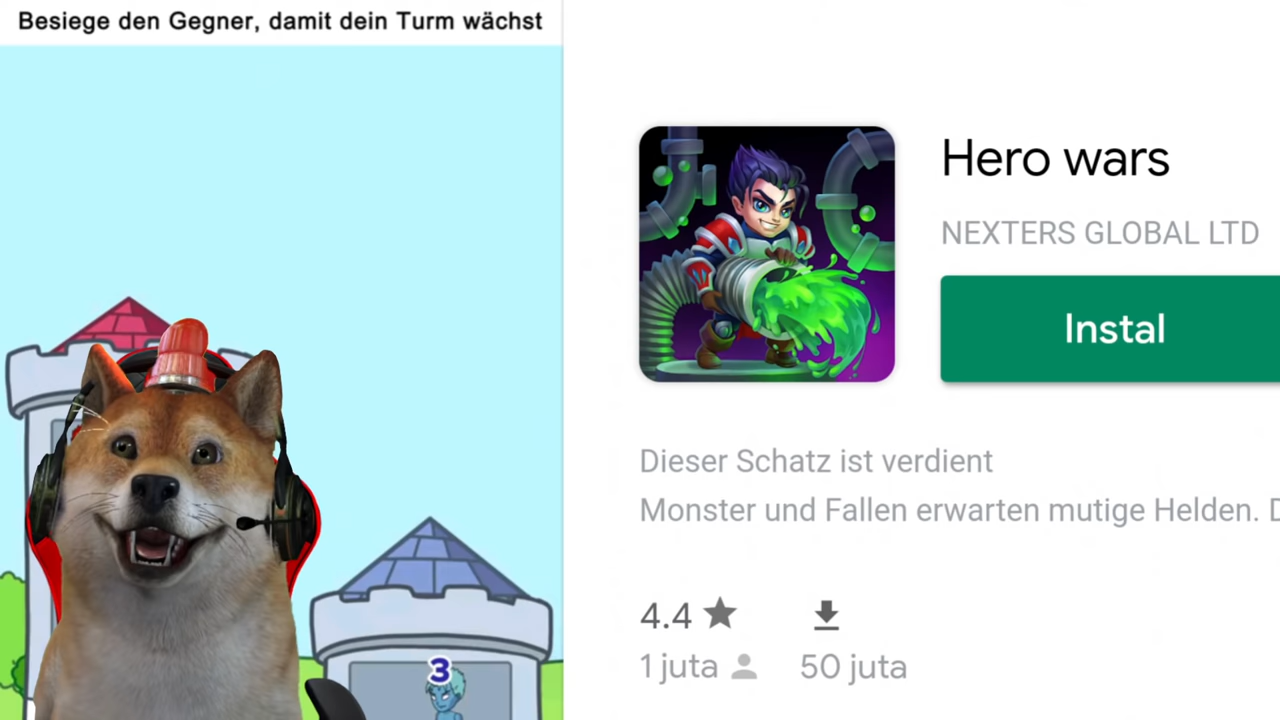 Besiege den Gegner, damit dein Turm wächst
Hero wars
NEXTERS GLOBAL LTD
Instal
Dieser Schatz ist verdient
Monster und Fallen erwarten mutige Helden. D
4.4
1 juta
50 juta
3